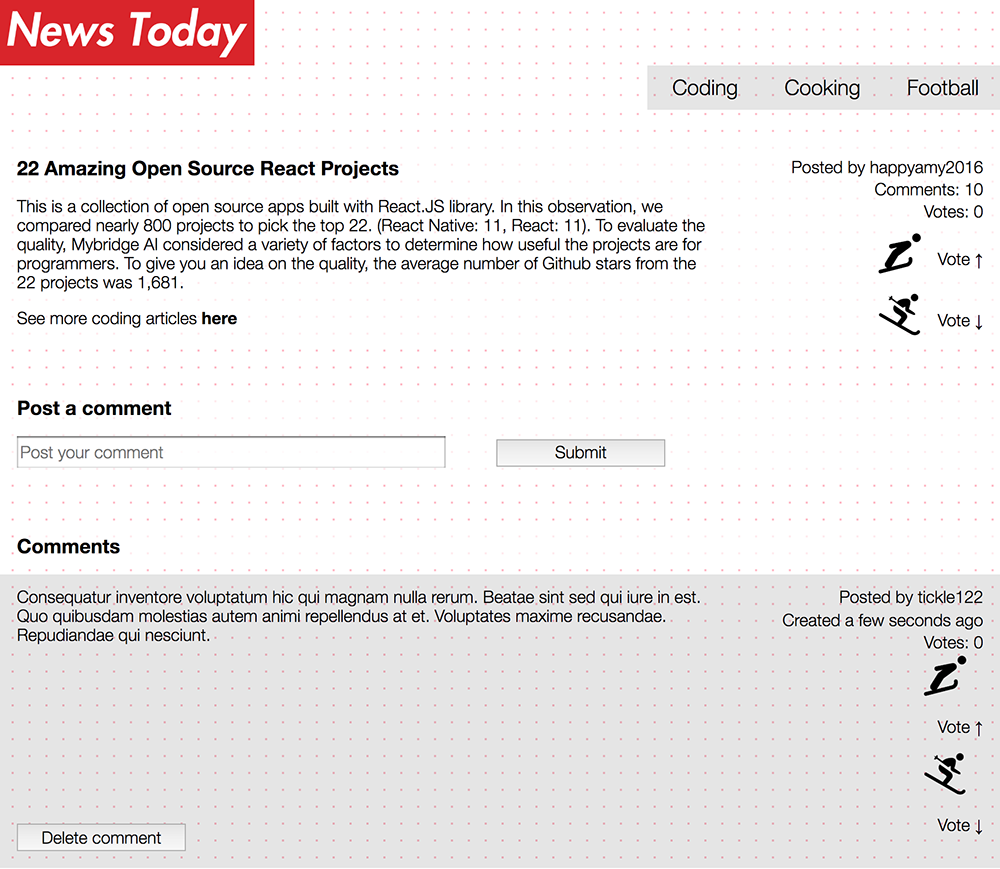 News Today
Coding Cooking Football
22 Amazing Open Source React Projects
Posted by happyamy2016
Comments: 10
Votes: 0
This is a collection of open source apps built with React.JS library. In this observation, we
compared nearly 800 projects to pick the top 22. (React Native: 11, React: 11). To evaluate the
quality, Mybridge AI considered a variety of factors to determine how useful the projects are for
programmers. To give you an idea on the quality, the average number of Github stars from the
22 projects was 1,681.
See more coding articles here
Vote ↑
Vote ↓
Post a comment
Post your comment
Submit
Comments
Consequatur inventore voluptatum hic qui magnam nulla rerum. Beatae sint sed qui iure in est.
Quo quibusdam molestias autem animi repellendus at et. Voluptates maxime recusandae.
Repudiandae qui nesciunt.
Posted by tickle122
Created a few seconds ago
Votes: 0
Vote ↑
Vote ↓
Delete comment